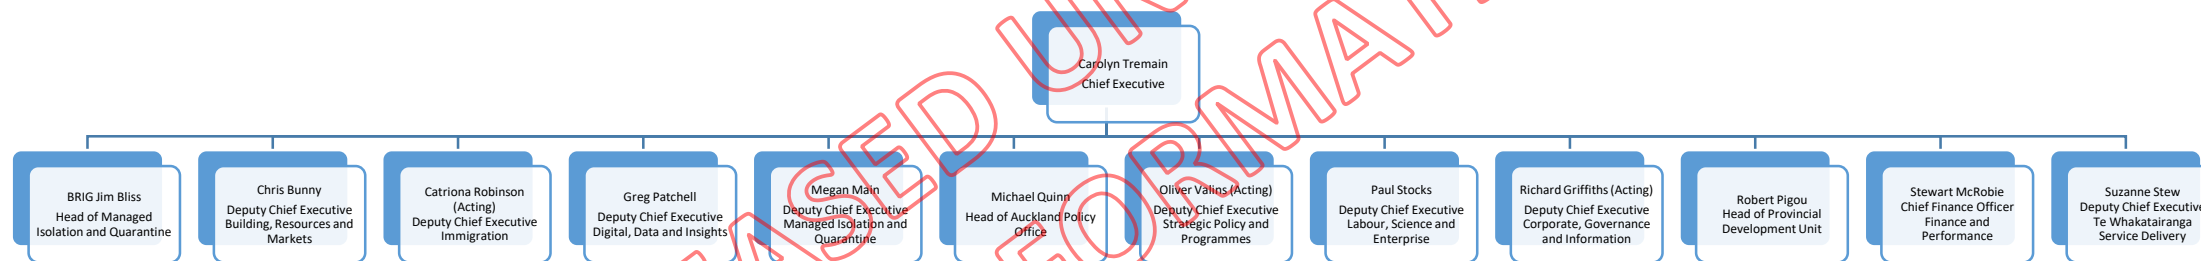 Carolyn Tremain
Chief Executive
BRIG Jim Bliss
Head of Managed
Isolation and Quarantine
Chris Bunny
Deputy Chief Executive
Building, Resources and
Markets
Catriona Robinson
(Acting)
Deputy Chief Executive
Immigration
Greg Patchell
Deputy Chief Executive
Digital, Data and Insights
Megan Main
Deputy Chief Executive
Managed Isolation and
Quarantine
Michael Quinn
Head of Auckland Policy
Office
Oliver Valins (Acting)
Deputy Chief Executive
Strategic Policy and
Programmes
Paul Stocks
Deputy Chief Executive
Labour, Science and
Enterprise
Richard Griffiths (Acting)
Deputy Chief Executive
Corporate, Governance
and Information
Robert Pigou
Head of Provincial
Development Unit
Stewart McRobie
Chief Finance Officer
Finance and
Performance
Suzanne Stew
Deputy Chief Executive
Te Whakatairanga
Service Delivery